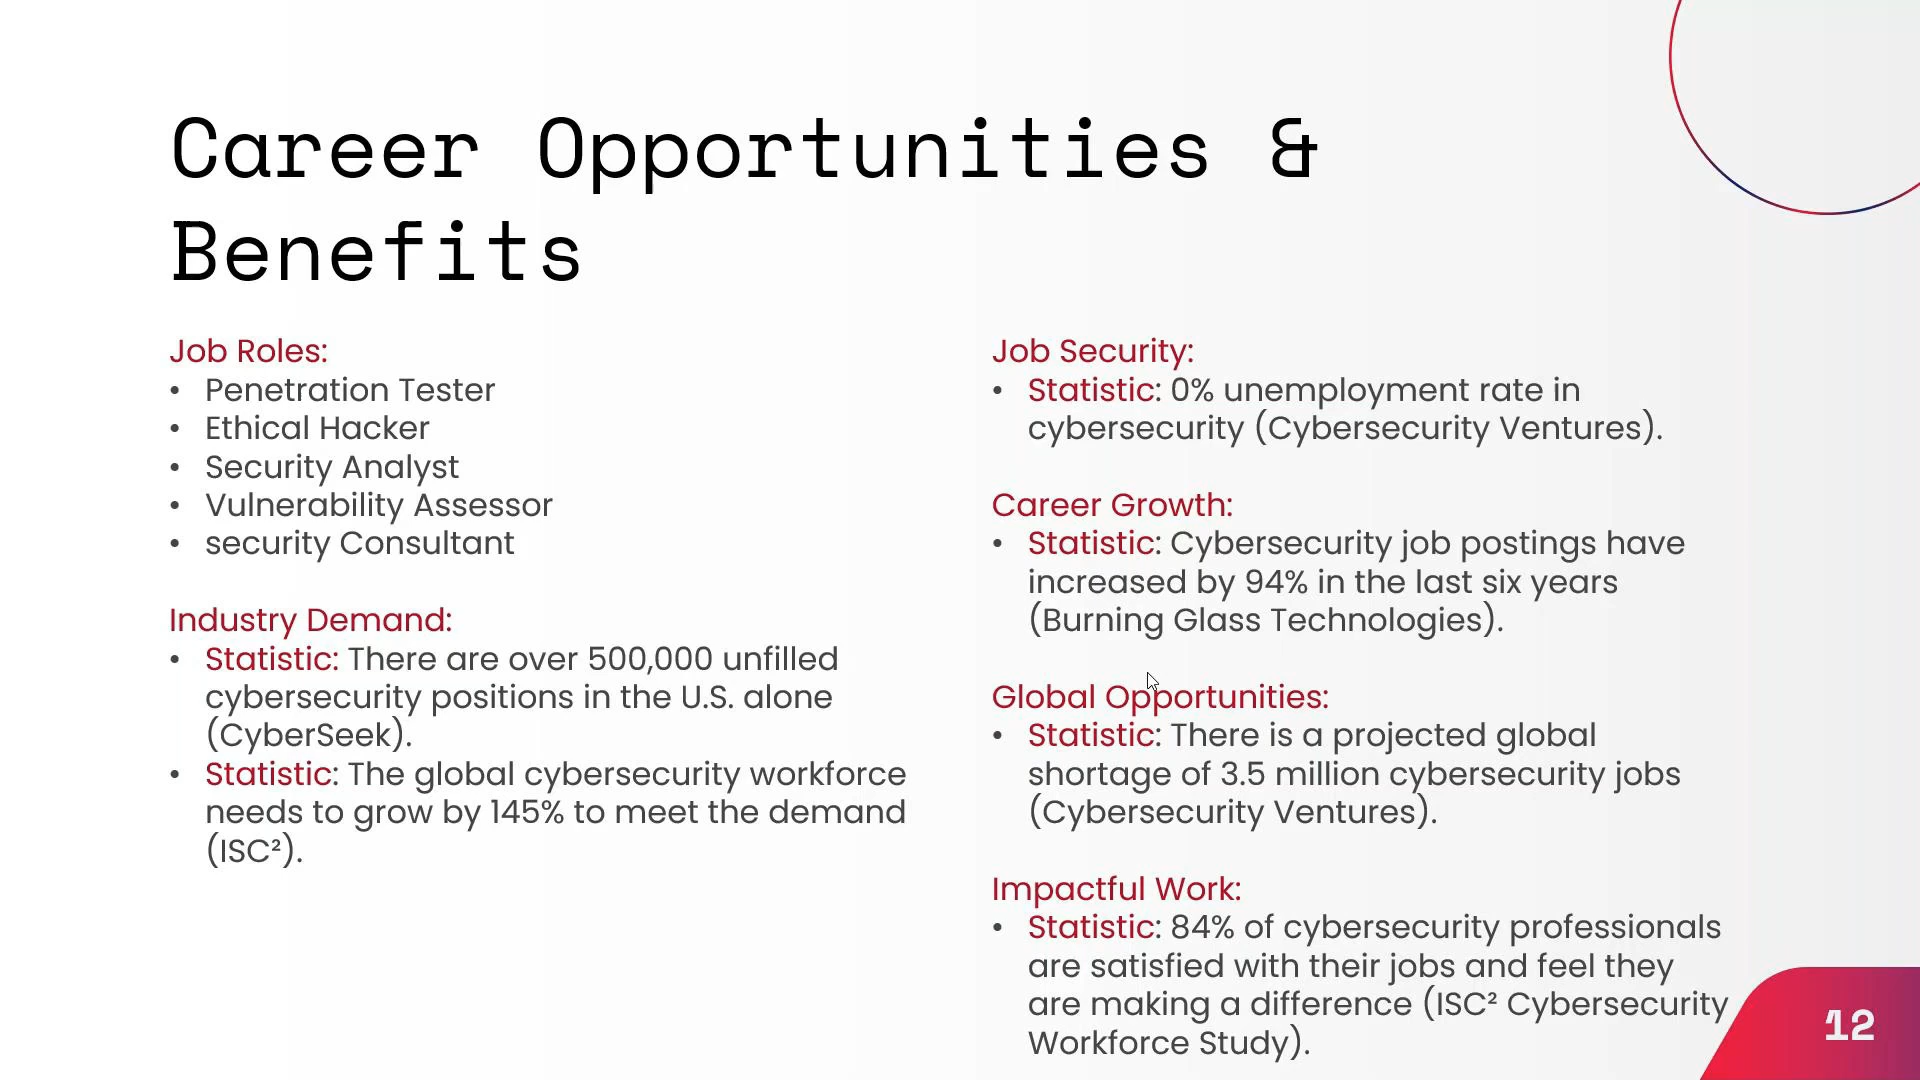 Career Opportunities &
Benefits
Job Roles:
• Penetration Tester
• Ethical Hacker
• Security Analyst
• Vulnerability Assessor
• security Consultant
Industry Demand:
• Statistic: There are over 500,000 unfilled
cybersecurity positions in the U.S. alone
(CyberSeek).
• Statistic: The global cybersecurity workforce
needs to grow by 145% to meet the demand
(ISC²).
Job Security:
• Statistic: 0% unemployment rate in
cybersecurity (Cybersecurity Ventures).
Career Growth:
• Statistic: Cybersecurity job postings have
increased by 94% in the last six years
(Burning Glass Technologies).
Global Opportunities:
• Statistic: There is a projected global
shortage of 3.5 million cybersecurity jobs
(Cybersecurity Ventures).
Impactful Work:
• Statistic: 84% of cybersecurity professionals
are satisfied with their jobs and feel they
are making a difference (ISC² Cybersecurity
Workforce Study).
12